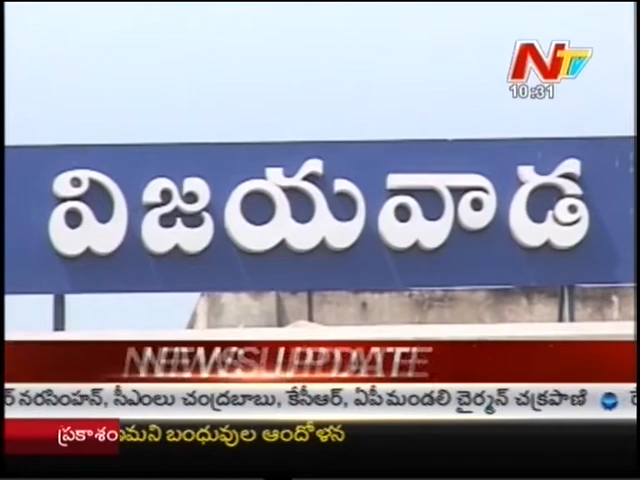 NTV
10:31
విజయవాడ
NEWS UPDATE
ర్ నరసింహన్, సీఎంలు చంద్రబాబు, కేసీఆర్, ఏపీ మండలి చైర్మన్ చక్రపాణి
ప్రకాశం మని బంధువుల ఆందోళన